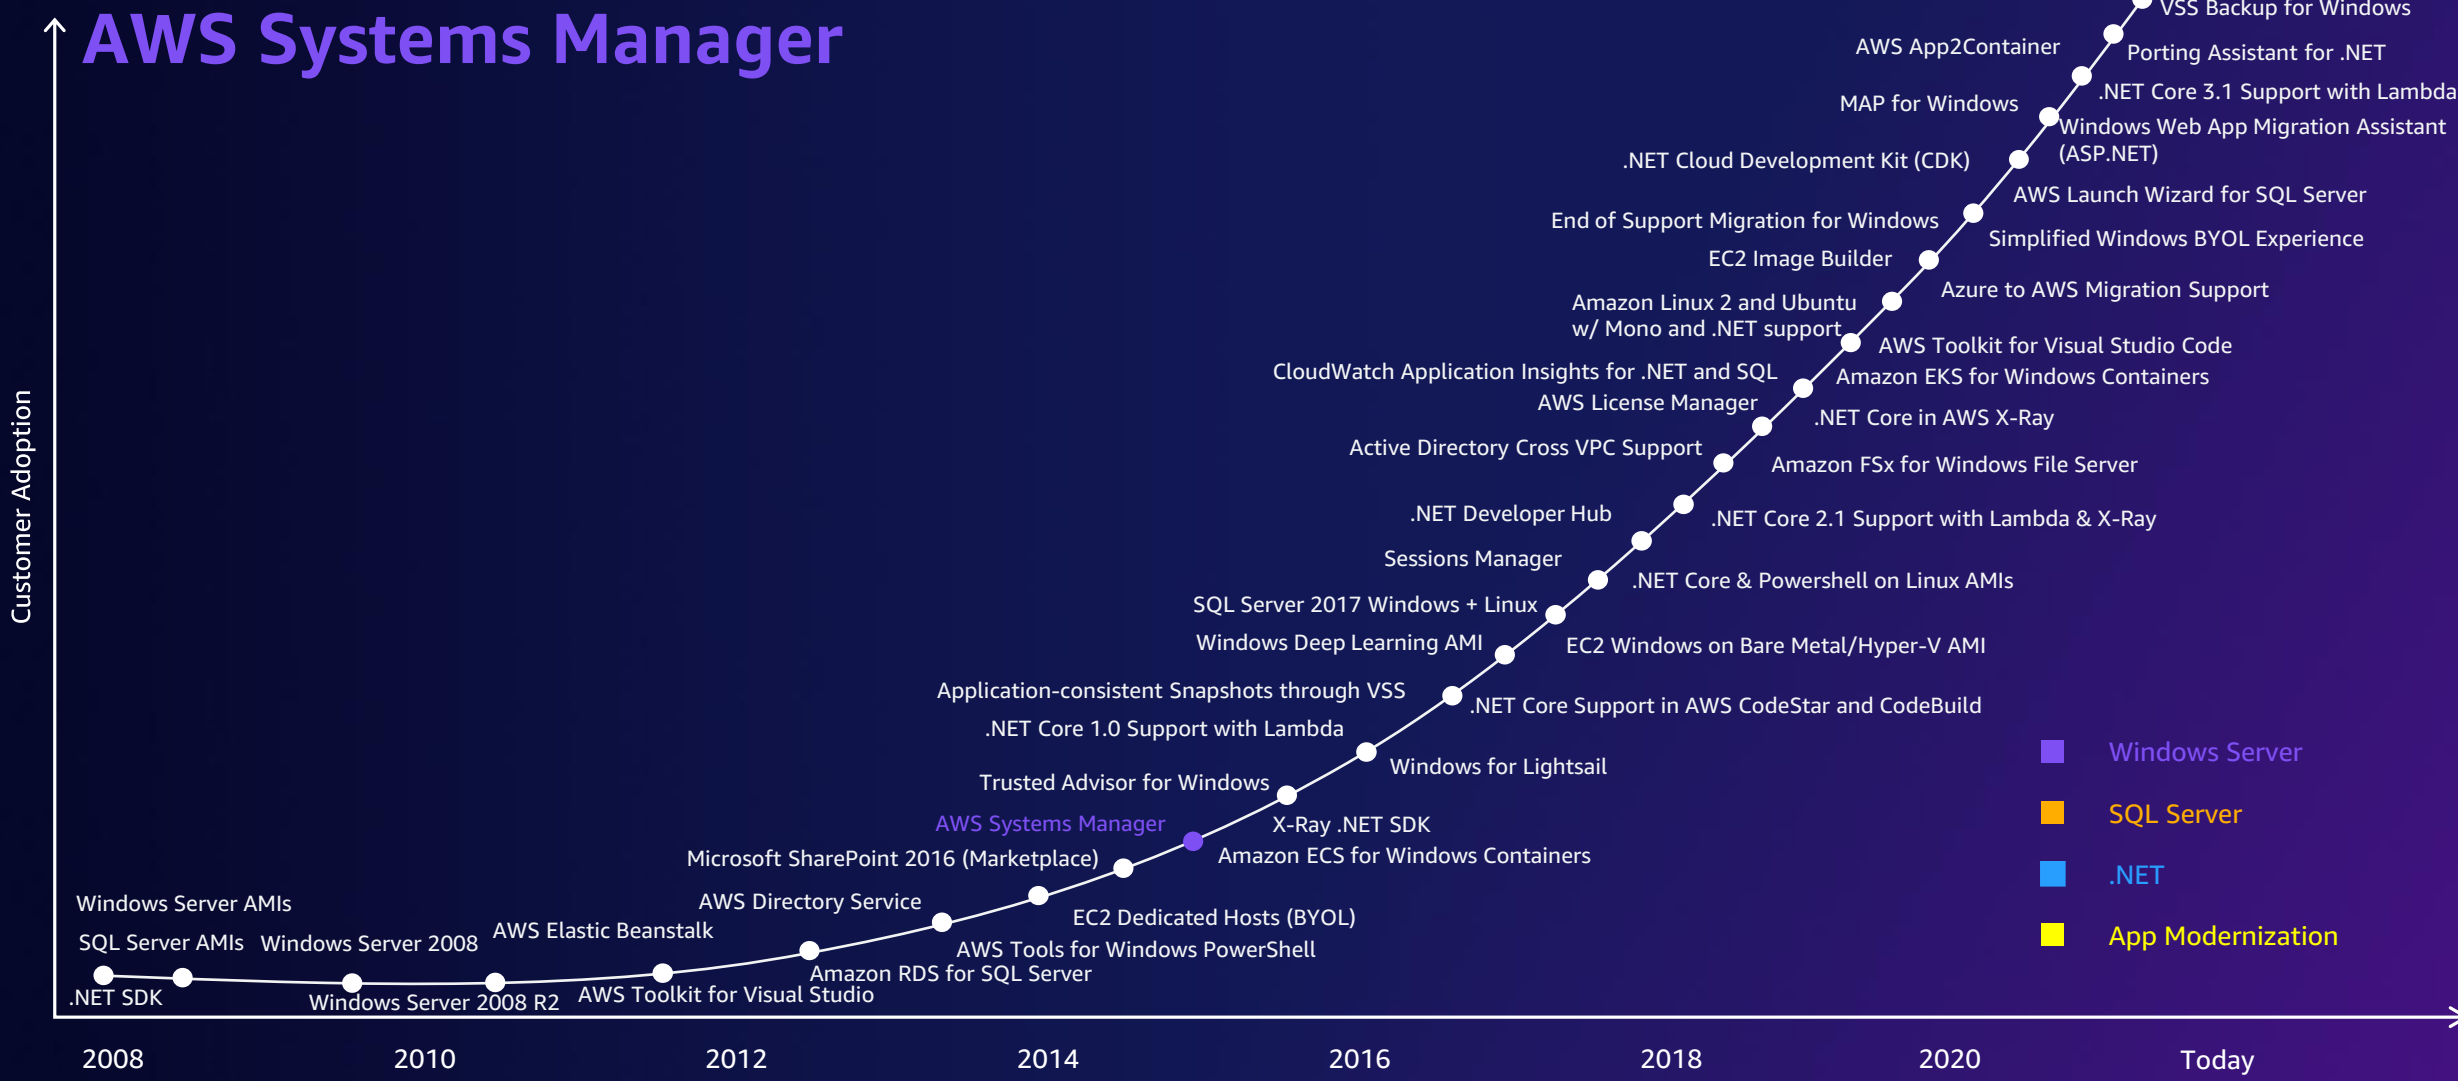 AWS Systems Manager
VSS Backup for Windows
AWS App2Container
Porting Assistant for .NET
.NET Core 3.1 Support with Lambda
MAP for Windows
Windows Web App Migration Assistant
(ASP.NET)
.NET Cloud Development Kit (CDK)
AWS Launch Wizard for SQL Server
End of Support Migration for Windows
Simplified Windows BYOL Experience
EC2 Image Builder
Azure to AWS Migration Support
Amazon Linux 2 and Ubuntu
w/ Mono and .NET support
AWS Toolkit for Visual Studio Code
CloudWatch Application Insights for .NET and SQL
Amazon EKS for Windows Containers
AWS License Manager
.NET Core in AWS X-Ray
Active Directory Cross VPC Support
Amazon FSx for Windows File Server
.NET Developer Hub
.NET Core 2.1 Support with Lambda & X-Ray
Sessions Manager
.NET Core & Powershell on Linux AMIs
SQL Server 2017 Windows + Linux
Windows Deep Learning AMI
EC2 Windows on Bare Metal/Hyper-V AMI
Application-consistent Snapshots through VSS
.NET Core Support in AWS CodeStar and CodeBuild
.NET Core 1.0 Support with Lambda
Windows for Lightsail
Trusted Advisor for Windows
AWS Systems Manager
X-Ray .NET SDK
Microsoft SharePoint 2016 (Marketplace)
Amazon ECS for Windows Containers
AWS Directory Service
EC2 Dedicated Hosts (BYOL)
Windows Server AMIs
AWS Elastic Beanstalk
SQL Server AMIs
Windows Server 2008
AWS Tools for Windows PowerShell
Amazon RDS for SQL Server
.NET SDK
Windows Server 2008 R2
AWS Toolkit for Visual Studio
Customer Adoption
Windows Server
SQL Server
.NET
App Modernization
2008
2010
2012
2014
2016
2018
2020
Today